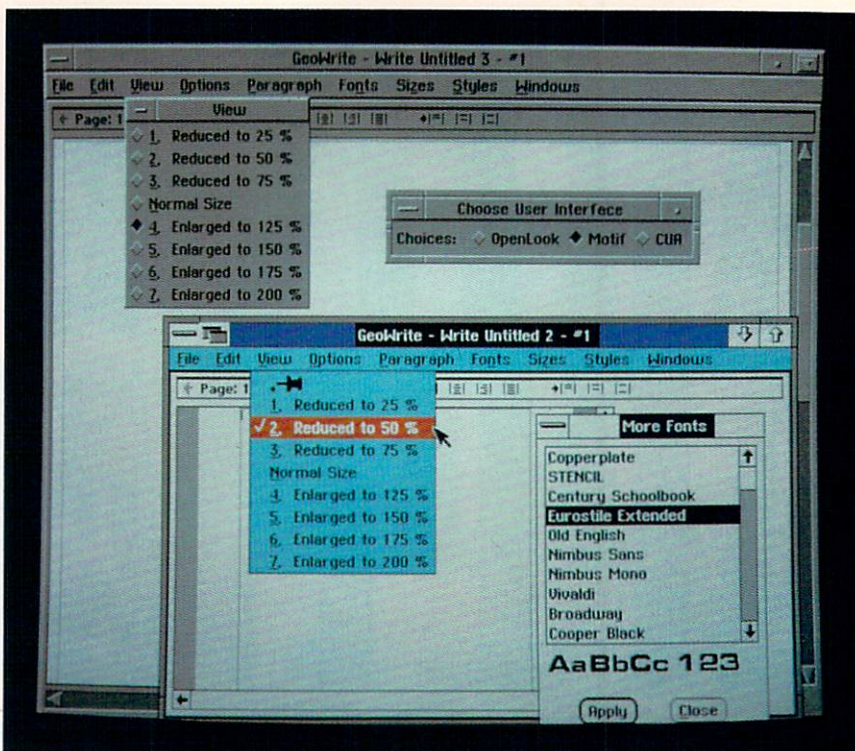 GeoWrite - Write Untitled 3 - #1
File Edit View Options Paragraph Fonts Sizes Styles Windows
Page: 1
View
1. Reduced to 25 %
2. Reduced to 50 %
3. Reduced to 75 %
Normal Size
4. Enlarged to 125 %
5. Enlarged to 150 %
6. Enlarged to 175 %
7. Enlarged to 200 %
Choose User Interface
Choices: OpenLook Motif CUA
GeoWrite - Write Untitled 2 - #1
File Edit View Options Paragraph Fonts Sizes Styles Windows
Page: 1
1. Reduced to 25 %
2. Reduced to 50 %
3. Reduced to 75 %
Normal Size
4. Enlarged to 125 %
5. Enlarged to 150 %
6. Enlarged to 175 %
7. Enlarged to 200 %
More Fonts
Copperplate
STENCIL
Century Schoolbook
Eurostile Extended
Old English
Nimbus Sans
Nimbus Mono
Vivaldi
Broadway
Cooper Black
AaBbCc 123
Apply Close